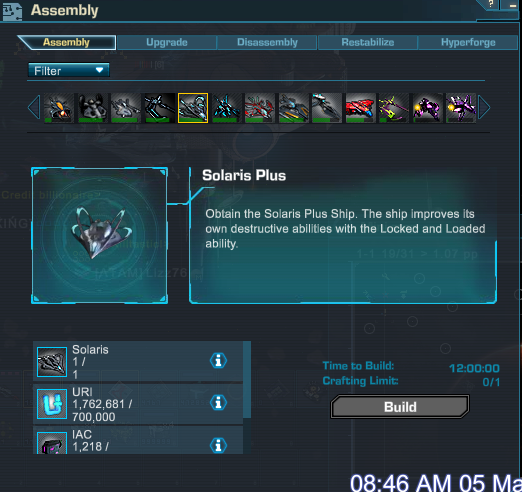 Assembly
?
Assembly Upgrade Disassembly Restabilize Hyperforge
Filter
Solaris Plus
Obtain the Solaris Plus Ship. The ship improves its
own destructive abilities with the Locked and Loaded
ability.
Solaris
1 /
1
URI
1,762,681 /
700,000
IAC
1,218 /
Time to Build: 12:00:00
Crafting Limit: 0/1
Build
08:46 AM 05 Ma